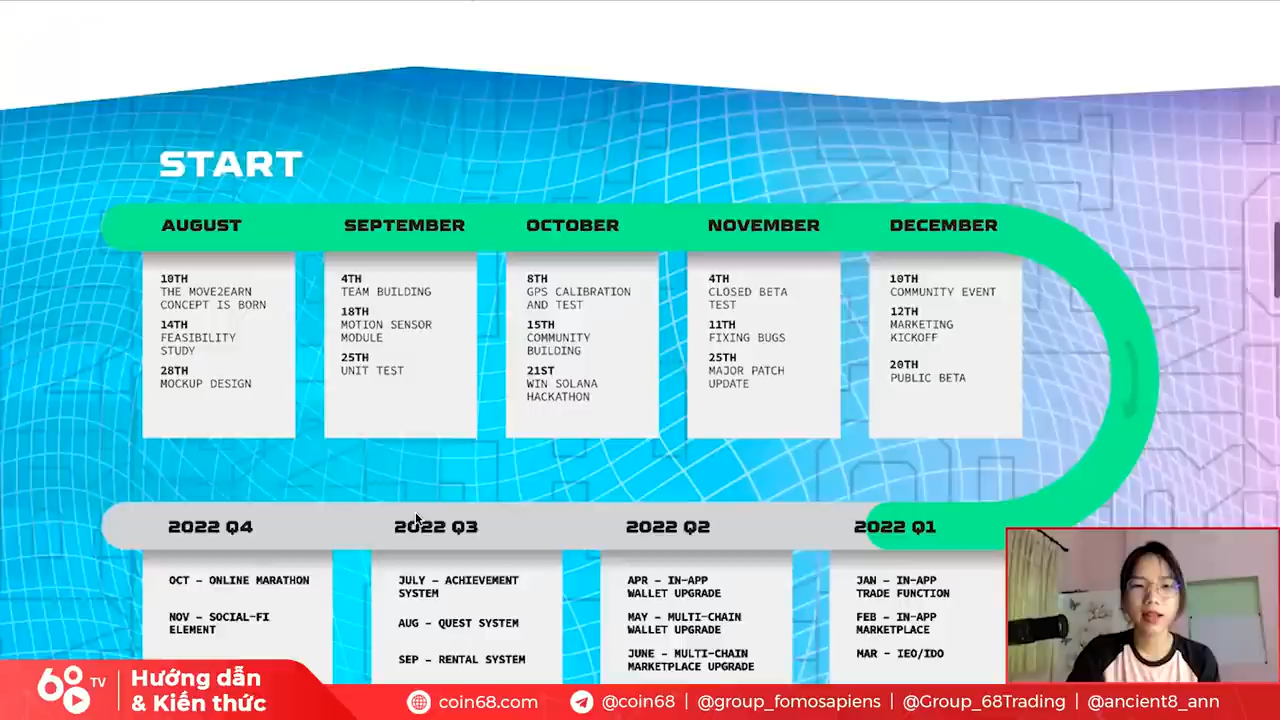 START
AUGUST
SEPTEMBER
OCTOBER
NOVEMBER
DECEMBER
10TH
THE MOVE2EARN
CONCEPT IS BORN
14TH
FEASIBILITY
STUDY
28TH
MOCKUP DESIGN
4TH
TEAM BUILDING
18TH
MOTION SENSOR
MODULE
25TH
UNIT TEST
8TH
GPS CALIBRATION
AND TEST
15TH
COMMUNITY
BUILDING
21ST
WIN SOLANA
HACKATHON
4TH
CLOSED BETA
TEST
11TH
FIXING BUGS
25TH
MAJOR PATCH
UPDATE
10TH
COMMUNITY EVENT
12TH
MARKETING
KICKOFF
20TH
PUBLIC BETA
2022 Q4
2022 Q3
2022 Q2
2022 Q1
OCT – ONLINE MARATHON
NOV – SOCIAL-FI
ELEMENT
JULY – ACHIEVEMENT
SYSTEM
AUG – QUEST SYSTEM
SEP – RENTAL SYSTEM
APR – IN-APP
WALLET UPGRADE
MAY – MULTI-CHAIN
WALLET UPGRADE
JUNE – MULTI-CHAIN
MARKETPLACE UPGRADE
JAN – IN-APP
TRADE FUNCTION
FEB – IN-APP
MARKETPLACE
MAR – IEO/IDO
68 TV
Hướng dẫn
& Kiến thức
coin68.com
@coin68 | @group_fomosapiens | @Group_68Trading | @ancient8_ann